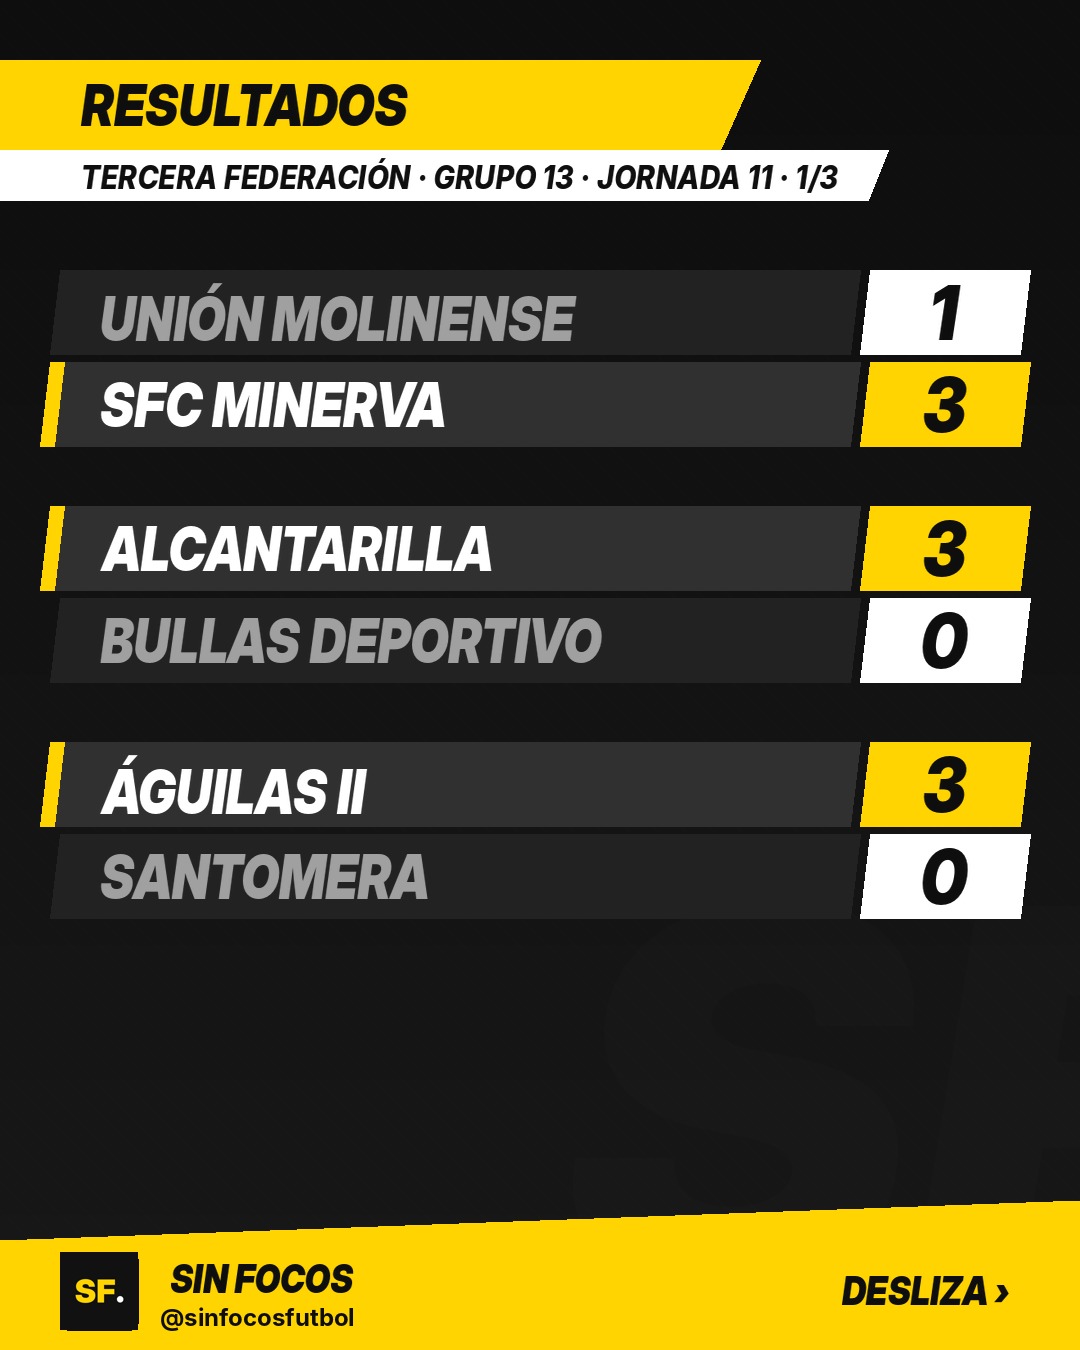 RESULTADOS
TERCERA FEDERACIÓN · GRUPO 13 · JORNADA 11 · 1/3
UNIÓN MOLINENSE 1
SFC MINERVA 3
ALCANTARILLA 3
BULLAS DEPORTIVO 0
ÁGUILAS II 3
SANTOMERA 0
SF
SF.
SIN FOCOS
@sinfocosfutbol
DESLIZA ›